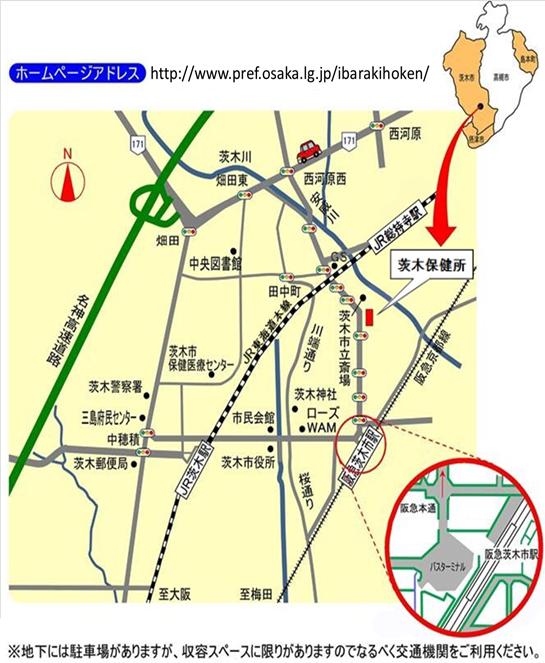 ホームページアドレス http://www.pref.osaka.lg.jp/ibarakihoken/
茨木市
高槻市
島本町
摂津市
171
171
西河原
N
茨木川
畑田東
西河原西
安威川
JR総持寺駅
畑田
中央図書館
GS
茨木保健所
田中町
名神高速道路
JR東海道本線
川端通り
茨木市立斎場
阪急京都線
茨木市
保健医療センター
茨木警察署
茨木神社
三島府民センター
市民会館
ローズ
WAM
中穂積
JR茨木駅
阪急茨木市駅
茨木郵便局
茨木市役所
桜通り
阪急本通
阪急茨木市駅
バスターミナル
至大阪
至梅田
※地下には駐車場がありますが、収容スペースに限りがありますのでなるべく交通機関をご利用ください。